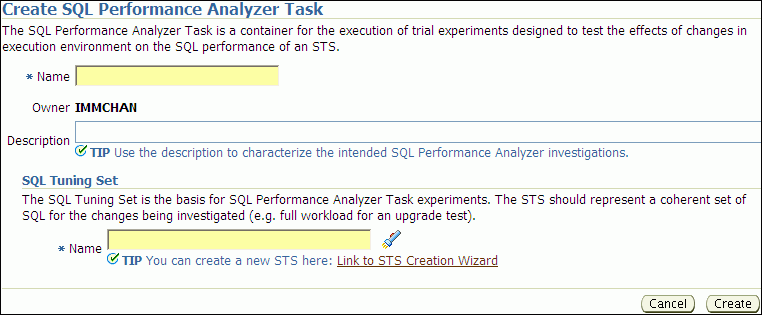 Create SQL Performance Analyzer Task
The SQL Performance Analyzer Task is a container for the execution of trial experiments designed to test the effects of changes in
execution environment on the SQL performance of an STS.
* Name
Owner IMMCHAN
Description
TIP Use the description to characterize the intended SQL Performance Analyzer investigations.
SQL Tuning Set
The SQL Tuning Set is the basis for SQL Performance Analyzer Task experiments. The STS should represent a coherent set of
SQL for the changes being investigated (e.g. full workload for an upgrade test).
* Name
TIP You can create a new STS here: Link to STS Creation Wizard
Cancel Create